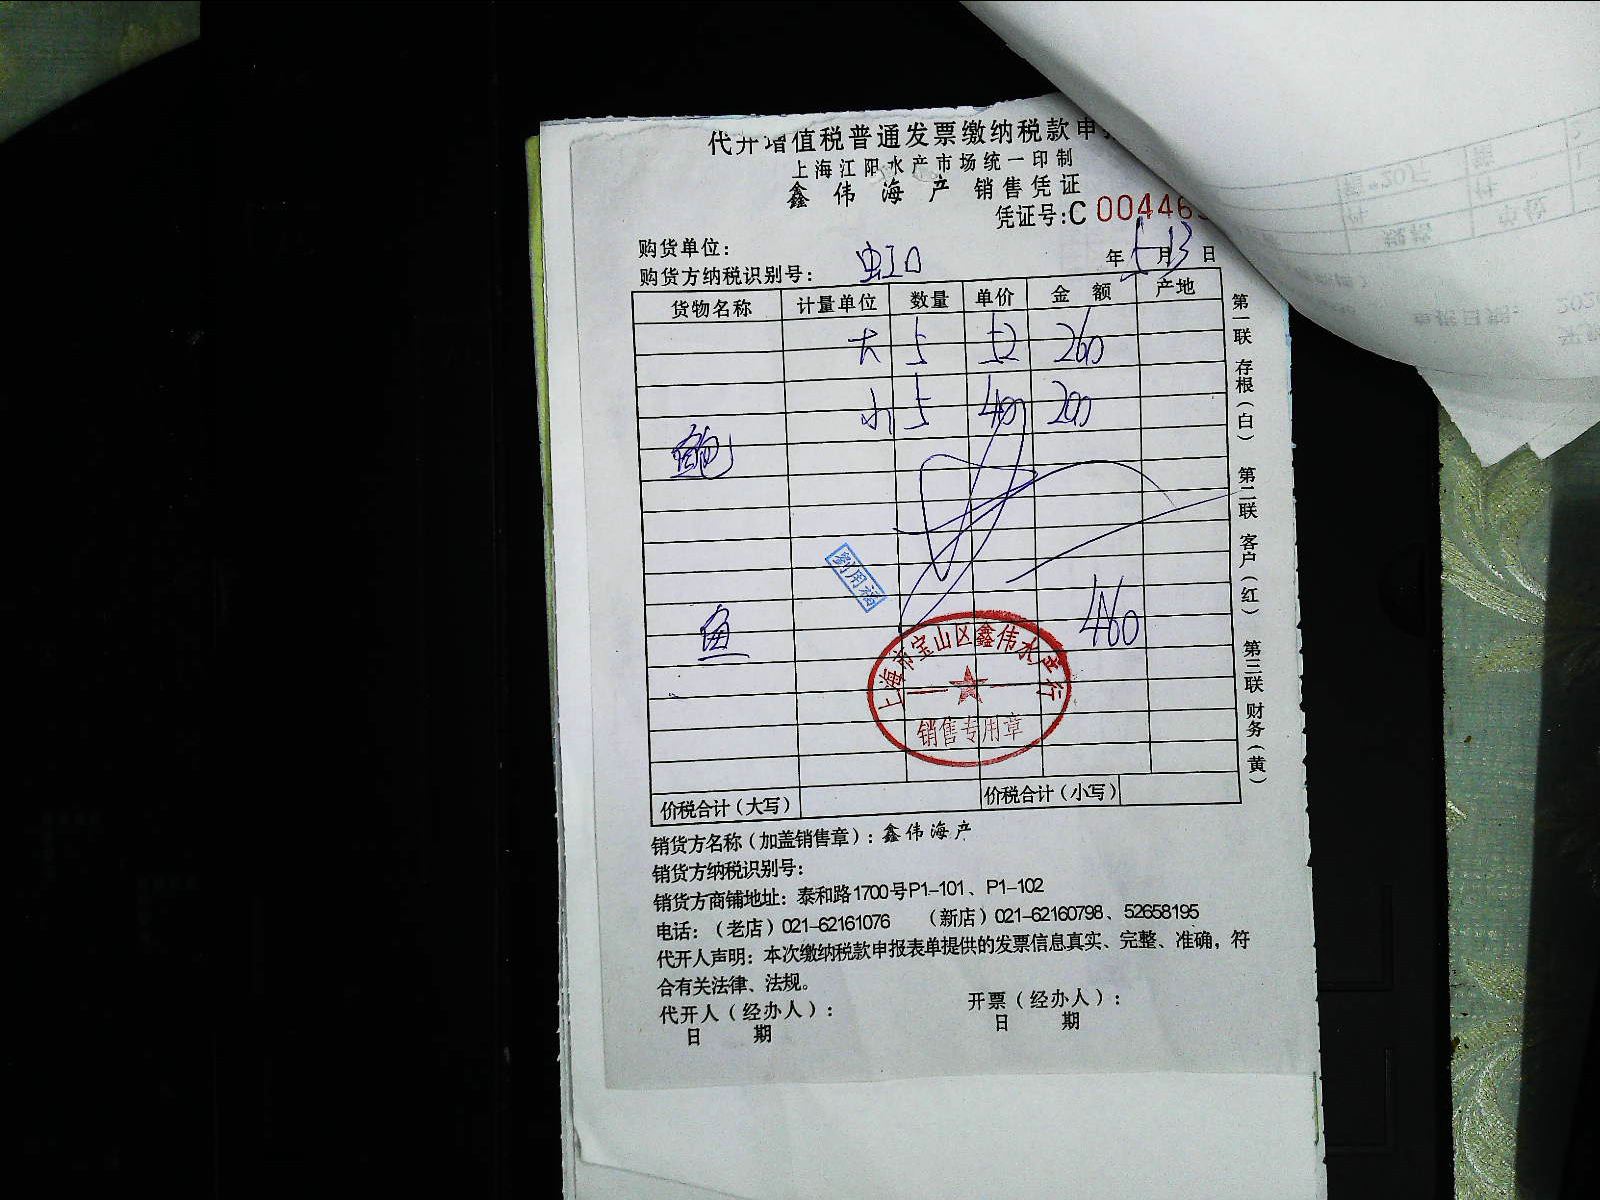 代开增值税普通发票缴纳税款申
上海江阳水产市场统一印制
鑫伟海产 销售凭证
凭证号:C 004463
购货单位:
购货方纳税识别号: 虹口 年 5 月 13 日
货物名称 计量单位 数量 单价 金额 产地
大 5 52 260
小 5 40 200
鲍
鱼
460
劉用福
上海市宝山区鑫伟水产行
销售专用章
价税合计(大写) 价税合计(小写)
第一联 存根(白)
第二联 客户(红)
第三联 财务(黄)
销货方名称(加盖销售章): 鑫伟海产
销货方纳税识别号:
销货方商铺地址: 泰和路1700号P1-101、P1-102
电话:(老店)021-62161076 (新店)021-62160798、52658195
代开人声明: 本次缴纳税款申报表单提供的发票信息真实、完整、准确, 符
合有关法律、法规。
代开人(经办人): 开票(经办人):
日 期 日 期